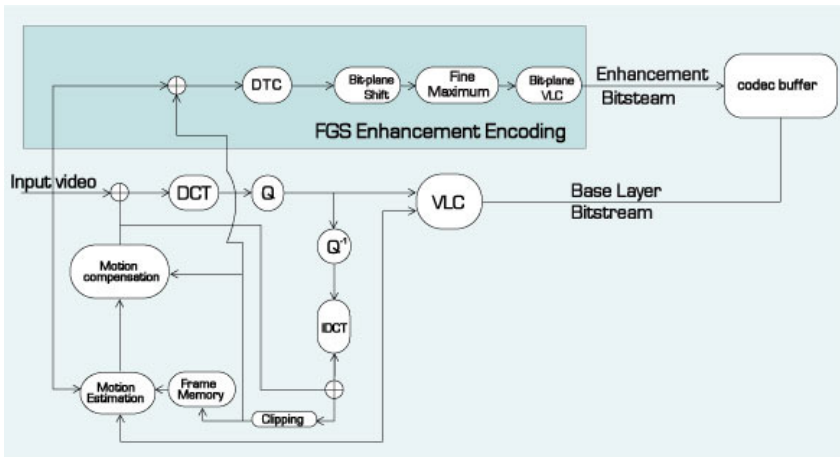 DTC
Bit-plane
Shift
Fine
Maximum
Bit-plane
VLC
Enhancement
Bitsteam
codec buffer
FGS Enhancement Encoding
Input video
DCT
Q
VLC
Base Layer
Bitstream
Q⁻¹
Motion
compensation
IDCT
Motion
Estimation
Frame
Memory
Clipping